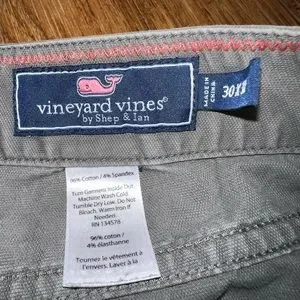 vineyard vines®
by Shep & Ian
MADE IN
CHINA
96% Cotton / 4% Spandex
Turn Garment Inside Out
Machine Wash Cold
Tumble Dry Low, Do Not
Bleach, Warm Iron If
Needed
RN 134578
96% coton /
4% élasthanne
Tournez le vêtement à
l'envers. Laver à la